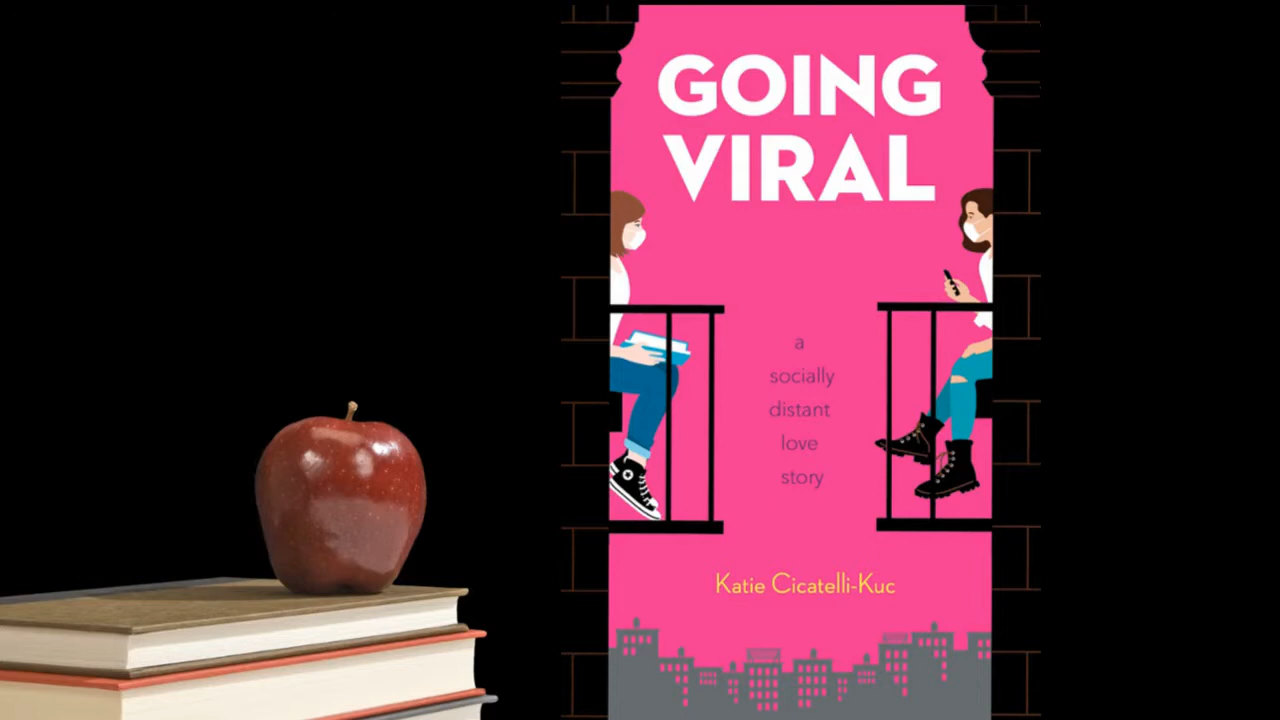 GOING
VIRAL
a
socially
distant
love
story
Katie Cicatelli-Kuc